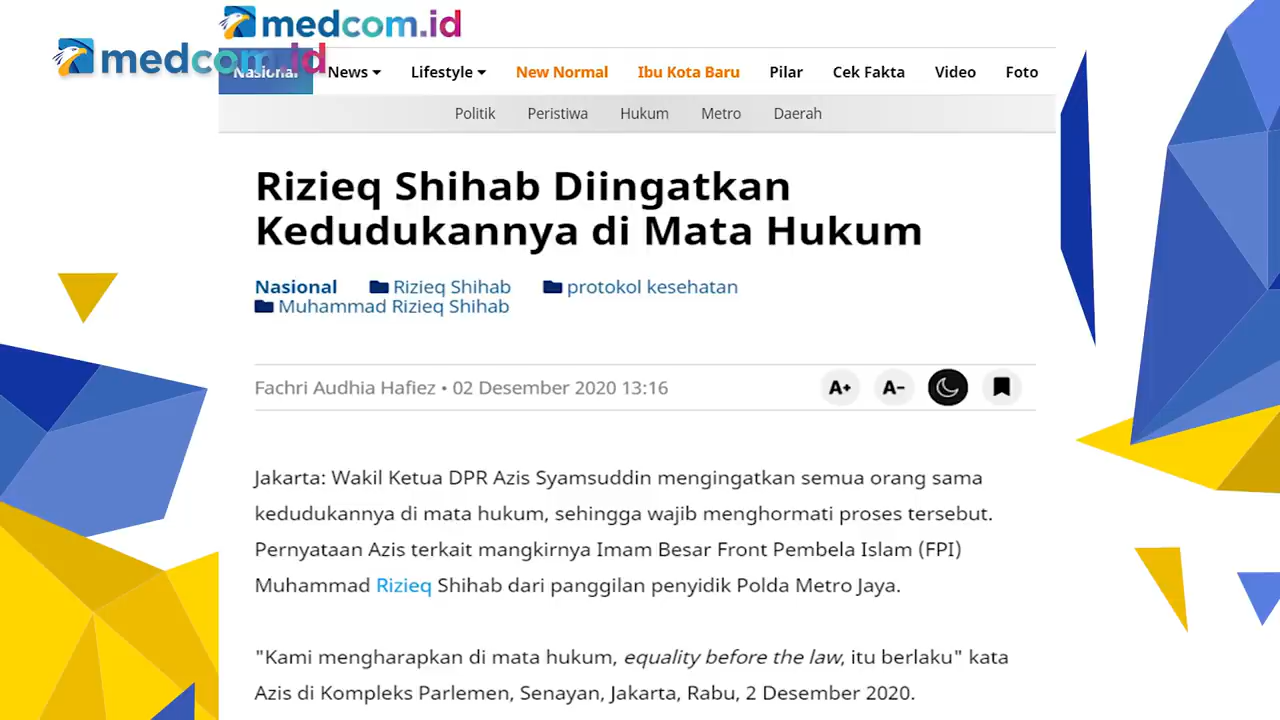 medcom.id
medcom.id
Nasional News Lifestyle New Normal Ibu Kota Baru Pilar Cek Fakta Video Foto
Politik Peristiwa Hukum Metro Daerah
Rizieq Shihab Diingatkan
Kedudukannya di Mata Hukum
Nasional Rizieq Shihab protokol kesehatan
Muhammad Rizieq Shihab
Fachri Audhia Hafiez • 02 Desember 2020 13:16 A+ A-
Jakarta: Wakil Ketua DPR Azis Syamsuddin mengingatkan semua orang sama
kedudukannya di mata hukum, sehingga wajib menghormati proses tersebut.
Pernyataan Azis terkait mangkirnya Imam Besar Front Pembela Islam (FPI)
Muhammad Rizieq Shihab dari panggilan penyidik Polda Metro Jaya.
"Kami mengharapkan di mata hukum, equality before the law, itu berlaku" kata
Azis di Kompleks Parlemen, Senayan, Jakarta, Rabu, 2 Desember 2020.